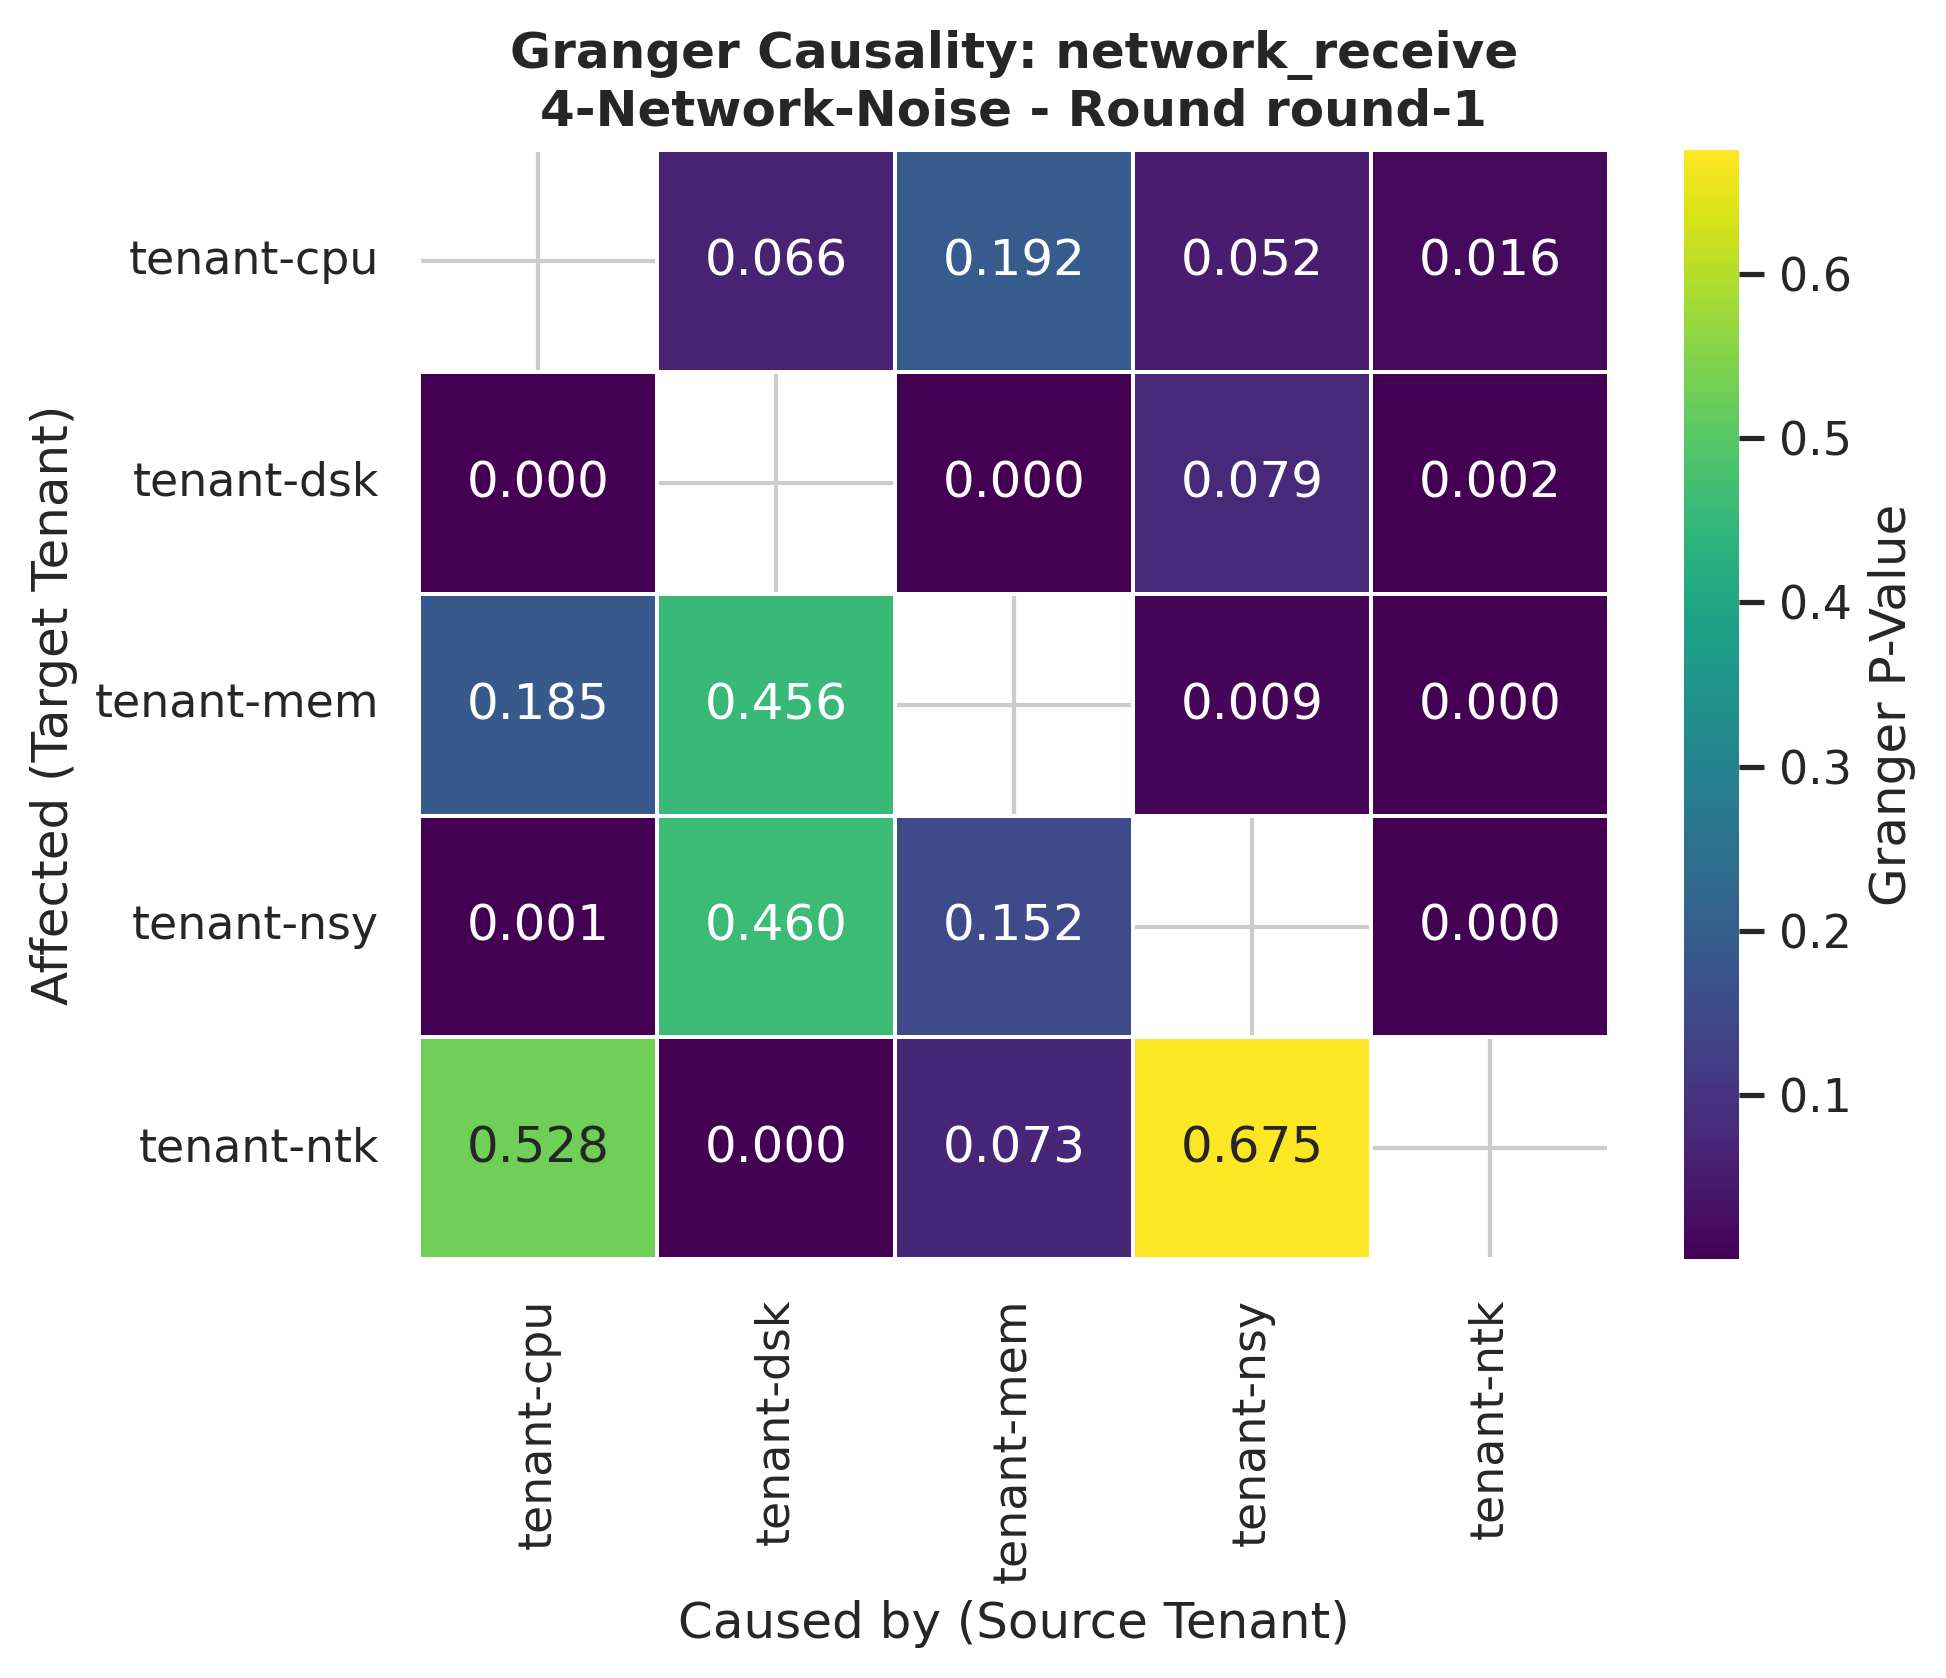 Granger Causality: network_receive
4-Network-Noise - Round round-1
Affected (Target Tenant)
tenant-cpu
0.066 0.192 0.052 0.016
tenant-dsk
0.000 0.000 0.079 0.002
tenant-mem
0.185 0.456 0.009 0.000
tenant-nsy
0.001 0.460 0.152 0.000
tenant-ntk
0.528 0.000 0.073 0.675
tenant-cpu
tenant-dsk
tenant-mem
tenant-nsy
tenant-ntk
Caused by (Source Tenant)
0.6
0.5
0.4
0.3
0.2
0.1
Granger P-Value